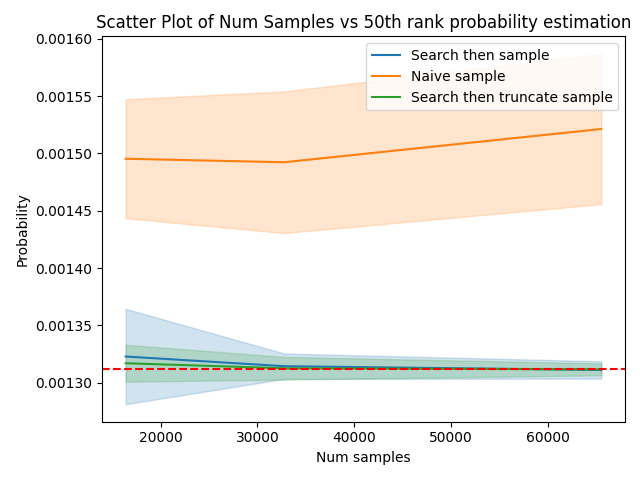 Scatter Plot of Num Samples vs 50th rank probability estimation
Search then sample
Naive sample
Search then truncate sample
0.00160
0.00155
0.00150
0.00145
0.00140
0.00135
0.00130
Probability
20000 30000 40000 50000 60000
Num samples